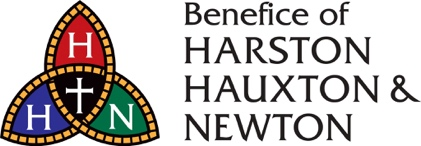 H
H N
Benefice of
HARSTON
HAUXTON &
NEWTON